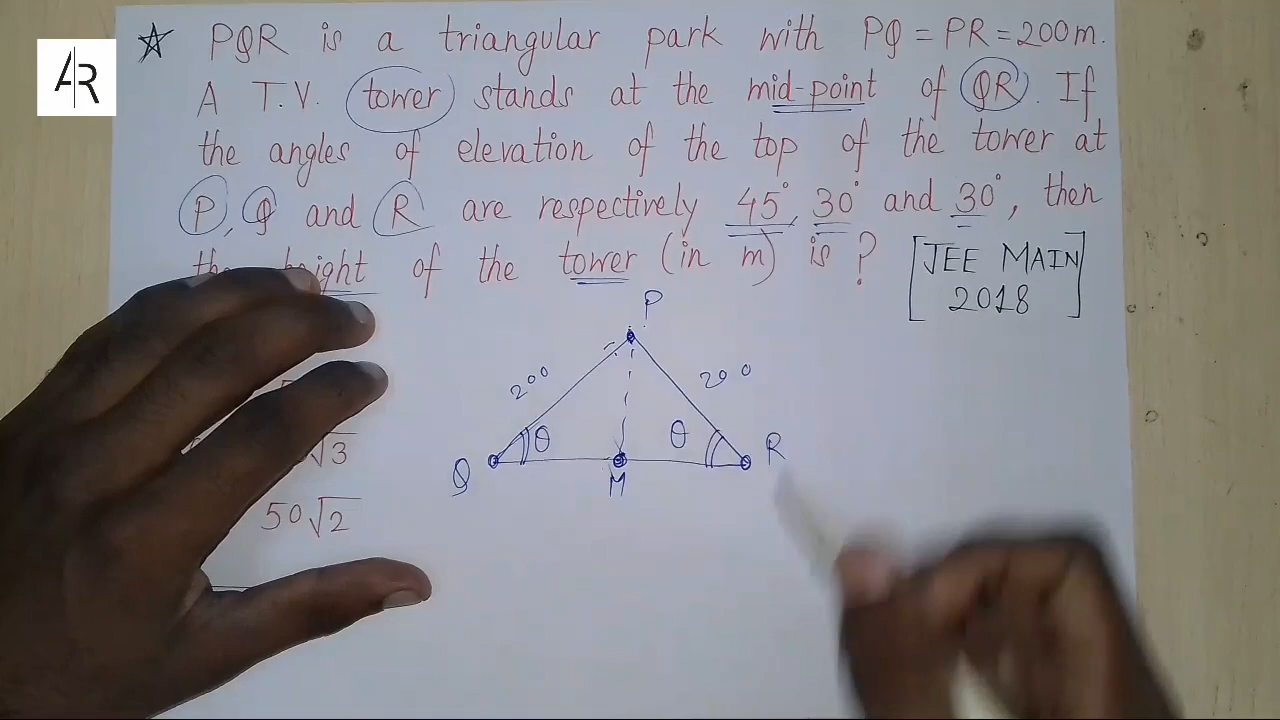 AR
☆ PQR is a triangular park with PQ = PR = 200m.
A T.V. tower stands at the mid-point of QR. If
the angles of elevation of the top of the tower at
P, Q and R are respectively 45°, 30° and 30°, then
the height of the tower (in m) is ?
[JEE MAIN
2018]
P
200
200
θ
θ
Q
M
R
√3
50√2